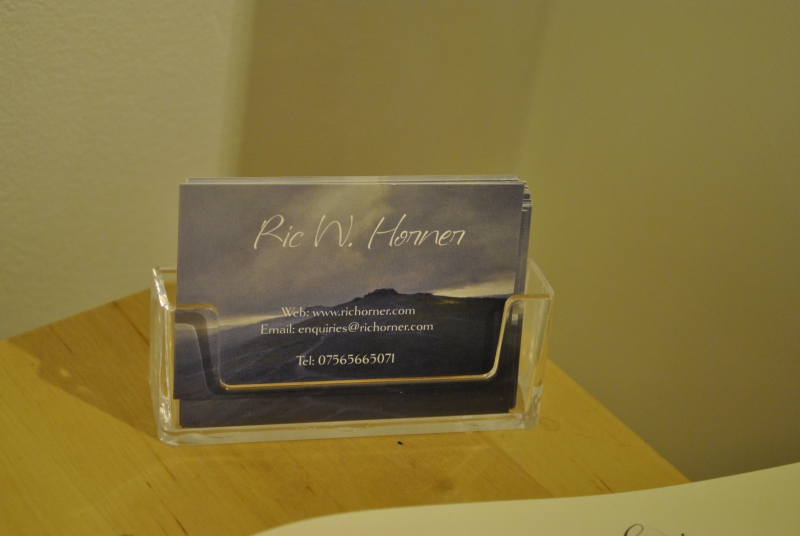 Ric W. Horner
Web: www.richorner.com
Email: enquiries@richorner.com
Tel: 07565665071